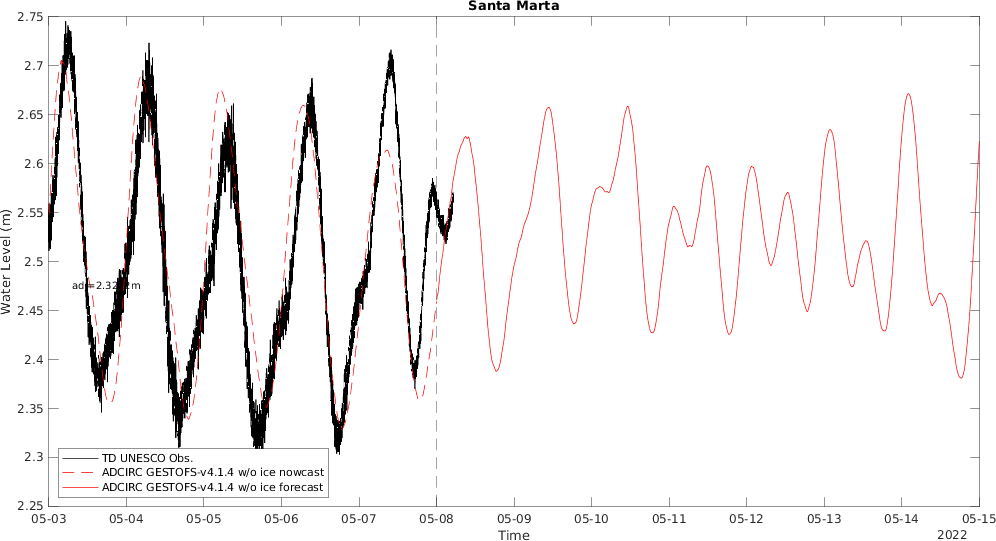 Santa Marta
2.75
2.7
2.65
2.6
2.55
2.5
2.45
2.4
2.35
2.3
2.25
Water Level (m)
TD UNESCO Obs.
ADCIRC GESTOFS-v4.1.4 w/o ice nowcast
ADCIRC GESTOFS-v4.1.4 w/o ice forecast
05-03 05-04 05-05 05-06 05-07 05-08 05-09 05-10 05-11 05-12 05-13 05-14 05-15
Time
2022